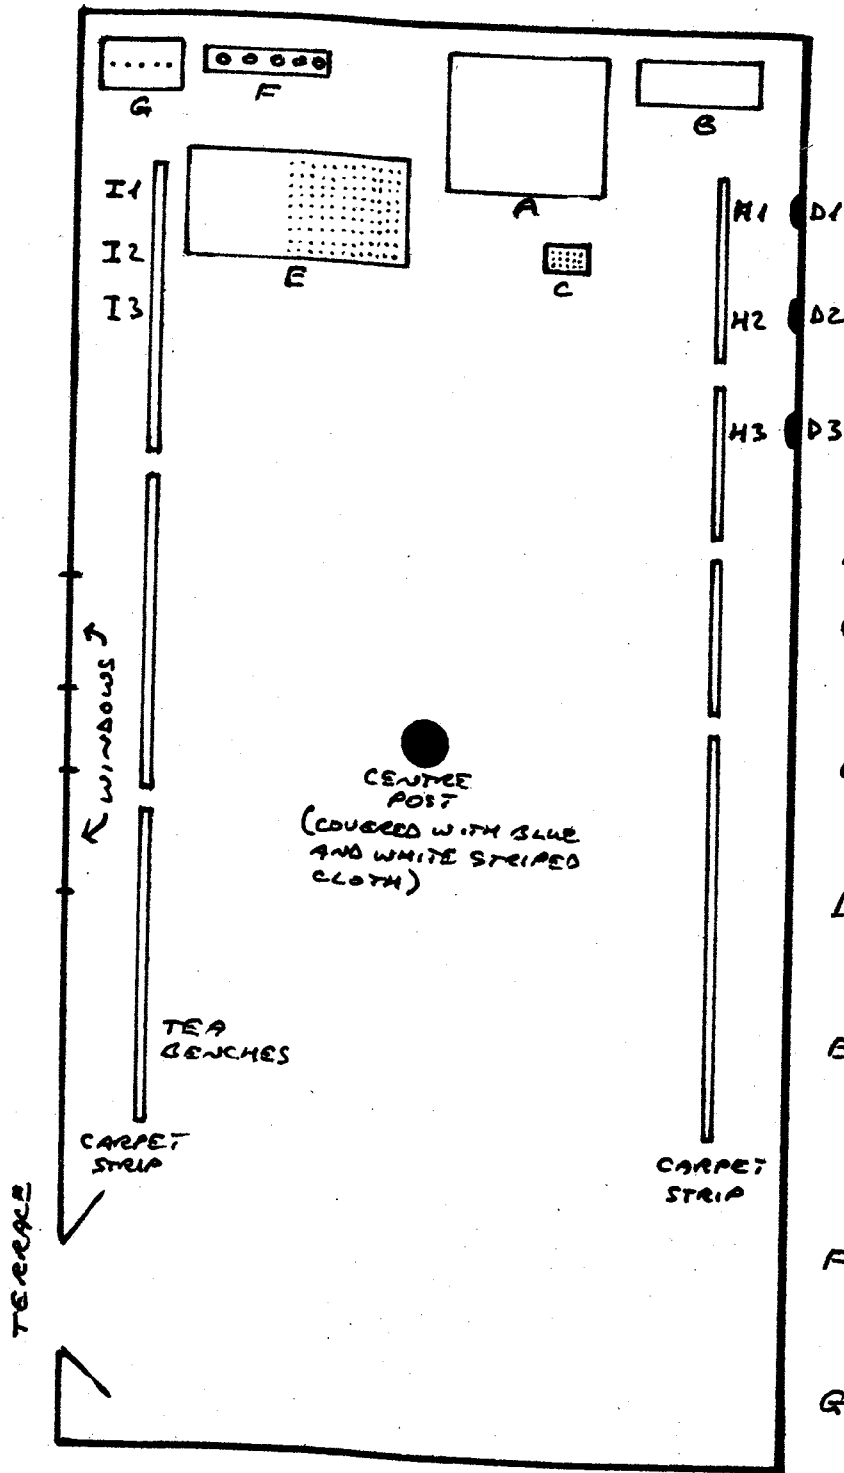 G
F
A
B
I1
I2
I3
E
C
H1
D1
H2
D2
H3
D3
← WINDOWS →
CENTRE
POST
(COVERED WITH BLUE
AND WHITE STRIPED
CLOTH)
TEA
BENCHES
CARPET
STRIP
CARPET
STRIP
TERRACE
F
G